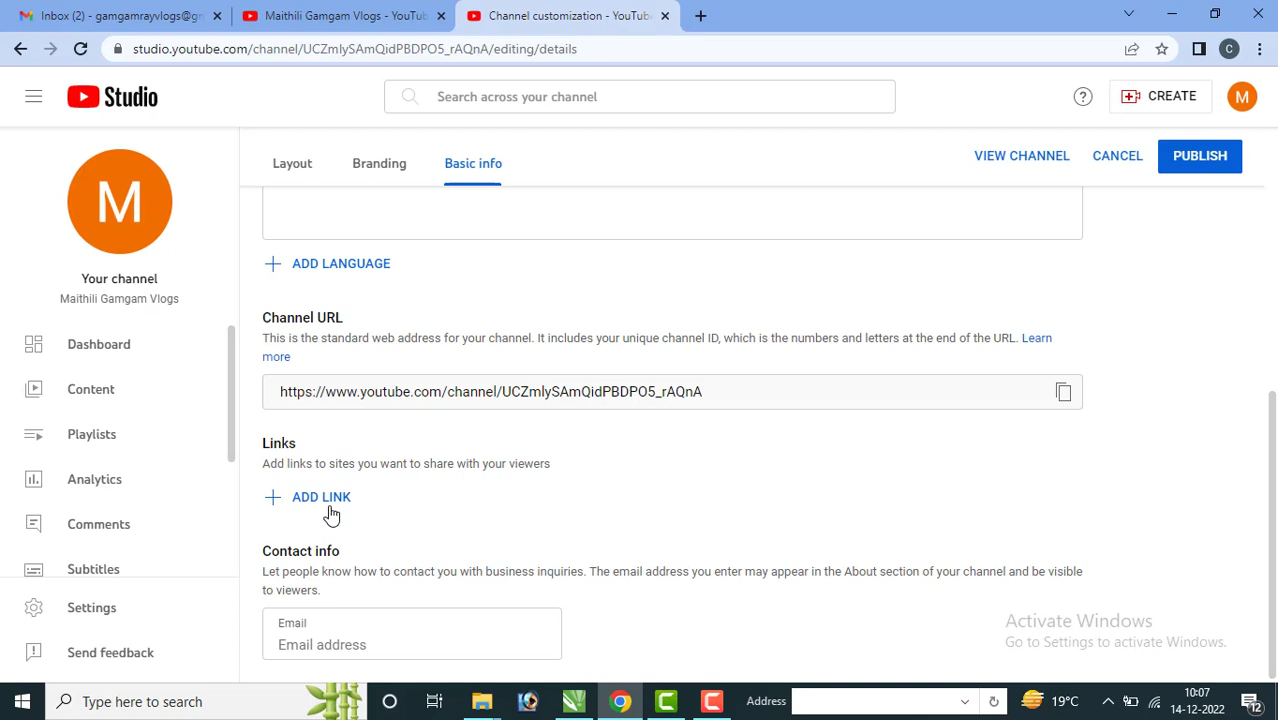 Inbox (2) – gamgamrayvlogs@gm
Maithili Gamgam Vlogs - YouTub
Channel customization - YouTube
studio.youtube.com/channel/UCZmlySAmQidPBDPO5_rAQnA/editing/details
C
Studio
Search across your channel
?
CREATE
M
Layout
Branding
Basic info
VIEW CHANNEL
CANCEL
PUBLISH
M
Your channel
Maithili Gamgam Vlogs
Dashboard
Content
Playlists
Analytics
Comments
Subtitles
Settings
Send feedback
ADD LANGUAGE
Channel URL
This is the standard web address for your channel. It includes your unique channel ID, which is the numbers and letters at the end of the URL. Learn
more
https://www.youtube.com/channel/UCZmlySAmQidPBDPO5_rAQnA
Links
Add links to sites you want to share with your viewers
ADD LINK
Contact info
Let people know how to contact you with business inquiries. The email address you enter may appear in the About section of your channel and be visible
to viewers.
Email
Email address
Activate Windows
Go to Settings to activate Windows.
Type here to search
Address
19°C
10:07
14-12-2022
12